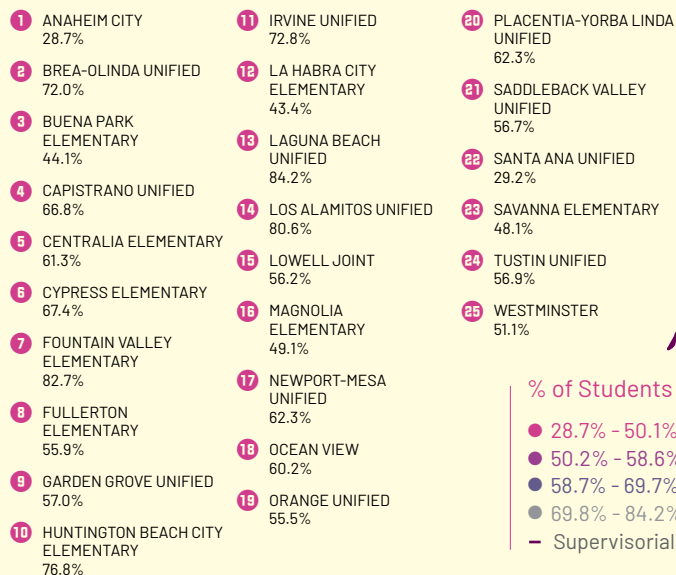 1 ANAHEIM CITY
28.7%
2 BREA-OLINDA UNIFIED
72.0%
3 BUENA PARK
ELEMENTARY
44.1%
4 CAPISTRANO UNIFIED
66.8%
5 CENTRALIA ELEMENTARY
61.3%
6 CYPRESS ELEMENTARY
67.4%
7 FOUNTAIN VALLEY
ELEMENTARY
82.7%
8 FULLERTON
ELEMENTARY
55.9%
9 GARDEN GROVE UNIFIED
57.0%
10 HUNTINGTON BEACH CITY
ELEMENTARY
76.8%
11 IRVINE UNIFIED
72.8%
12 LA HABRA CITY
ELEMENTARY
43.4%
13 LAGUNA BEACH
UNIFIED
84.2%
14 LOS ALAMITOS UNIFIED
80.6%
15 LOWELL JOINT
56.2%
16 MAGNOLIA
ELEMENTARY
49.1%
17 NEWPORT-MESA
UNIFIED
62.3%
18 OCEAN VIEW
60.2%
19 ORANGE UNIFIED
55.5%
20 PLACENTIA-YORBA LINDA
UNIFIED
62.3%
21 SADDLEBACK VALLEY
UNIFIED
56.7%
22 SANTA ANA UNIFIED
29.2%
23 SAVANNA ELEMENTARY
48.1%
24 TUSTIN UNIFIED
56.9%
25 WESTMINSTER
51.1%
% of Students
28.7% - 50.1%
50.2% - 58.6%
58.7% - 69.7%
69.8% - 84.2%
Supervisorial